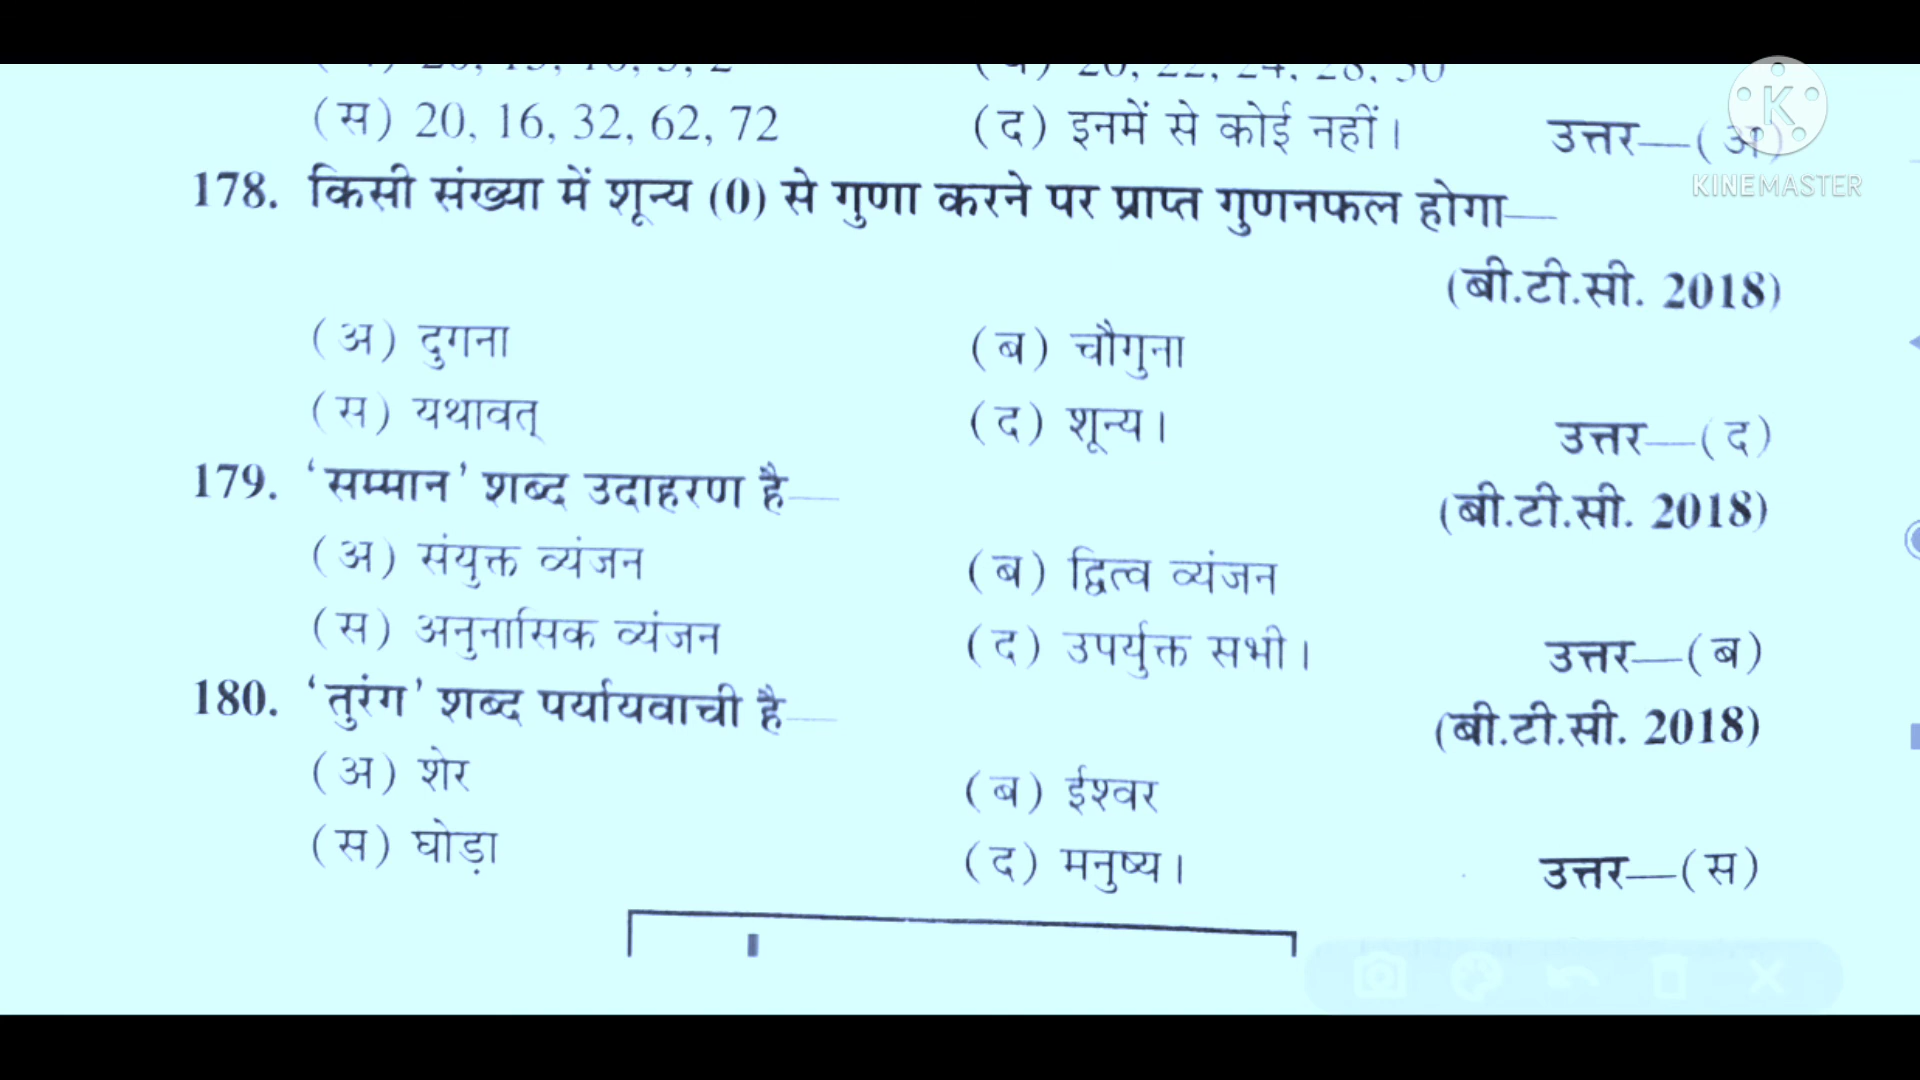 (स) 20, 16, 32, 62, 72 (द) इनमें से कोई नहीं। उत्तर—(अ)
KINEMASTER
178. किसी संख्या में शून्य (0) से गुणा करने पर प्राप्त गुणनफल होगा—
(बी.टी.सी. 2018)
(अ) दुगना (ब) चौगुना
(स) यथावत् (द) शून्य। उत्तर—(द)
179. ‘सम्मान’ शब्द उदाहरण है— (बी.टी.सी. 2018)
(अ) संयुक्त व्यंजन (ब) द्वित्व व्यंजन
(स) अनुनासिक व्यंजन (द) उपर्युक्त सभी। उत्तर—(ब)
180. ‘तुरंग’ शब्द पर्यायवाची है— (बी.टी.सी. 2018)
(अ) शेर (ब) ईश्वर
(स) घोड़ा (द) मनुष्य। उत्तर—(स)